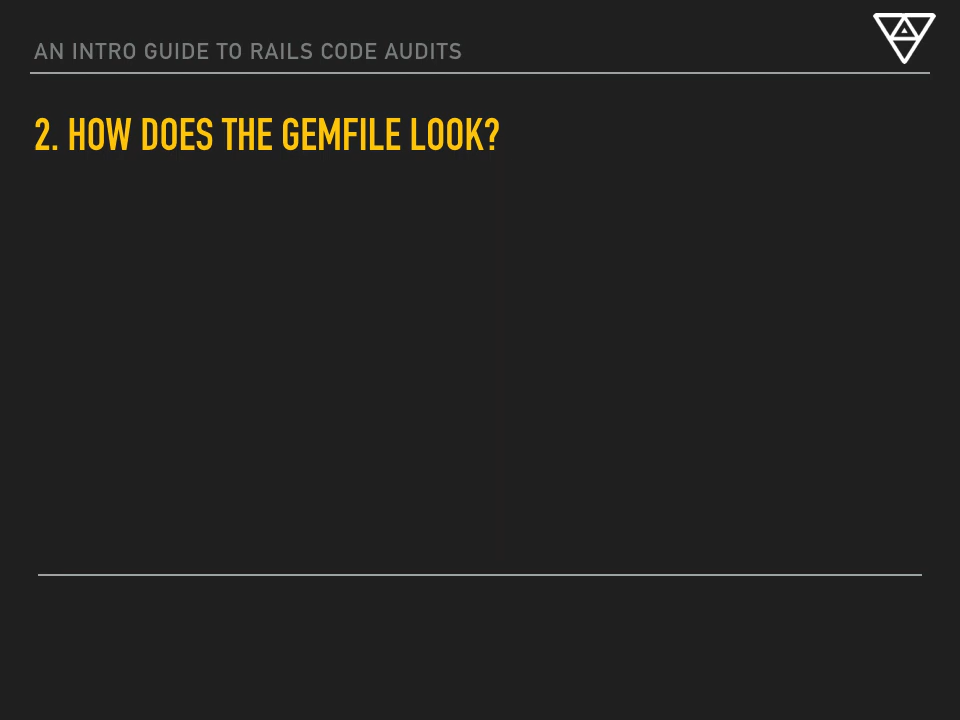 AN INTRO GUIDE TO RAILS CODE AUDITS
2. HOW DOES THE GEMFILE LOOK?